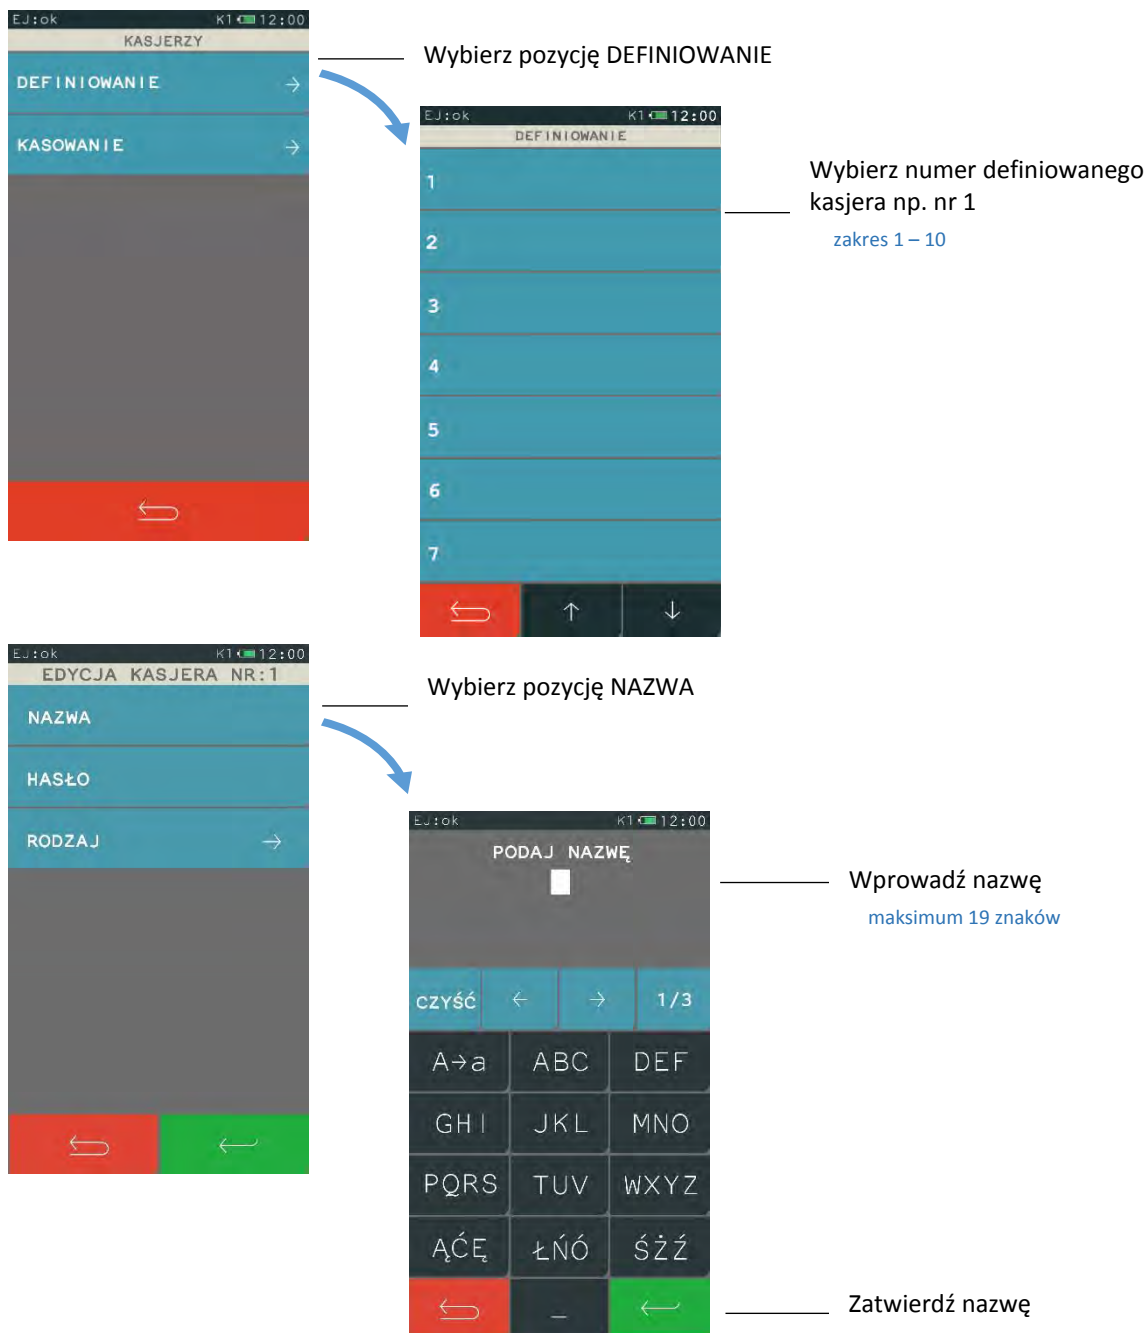 EJ:ok K1 12:00
KASJERZY
DEFINIOWANIE →
KASOWANIE →
Wybierz pozycję DEFINIOWANIE
EJ:ok K1 12:00
DEFINIOWANIE
1
2
3
4
5
6
7
↑ ↓
Wybierz numer definiowanego
kasjera np. nr 1
zakres 1 – 10
EJ:ok K1 12:00
EDYCJA KASJERA NR:1
NAZWA
HASŁO
RODZAJ →
Wybierz pozycję NAZWA
EJ:ok K1 12:00
PODAJ NAZWĘ
CZYŚĆ ← → 1/3
A→a ABC DEF
GHI JKL MNO
PQRS TUV WXYZ
ĄĆĘ ŁŃÓ ŚŻŹ
_
Wprowadź nazwę
maksimum 19 znaków
Zatwierdź nazwę